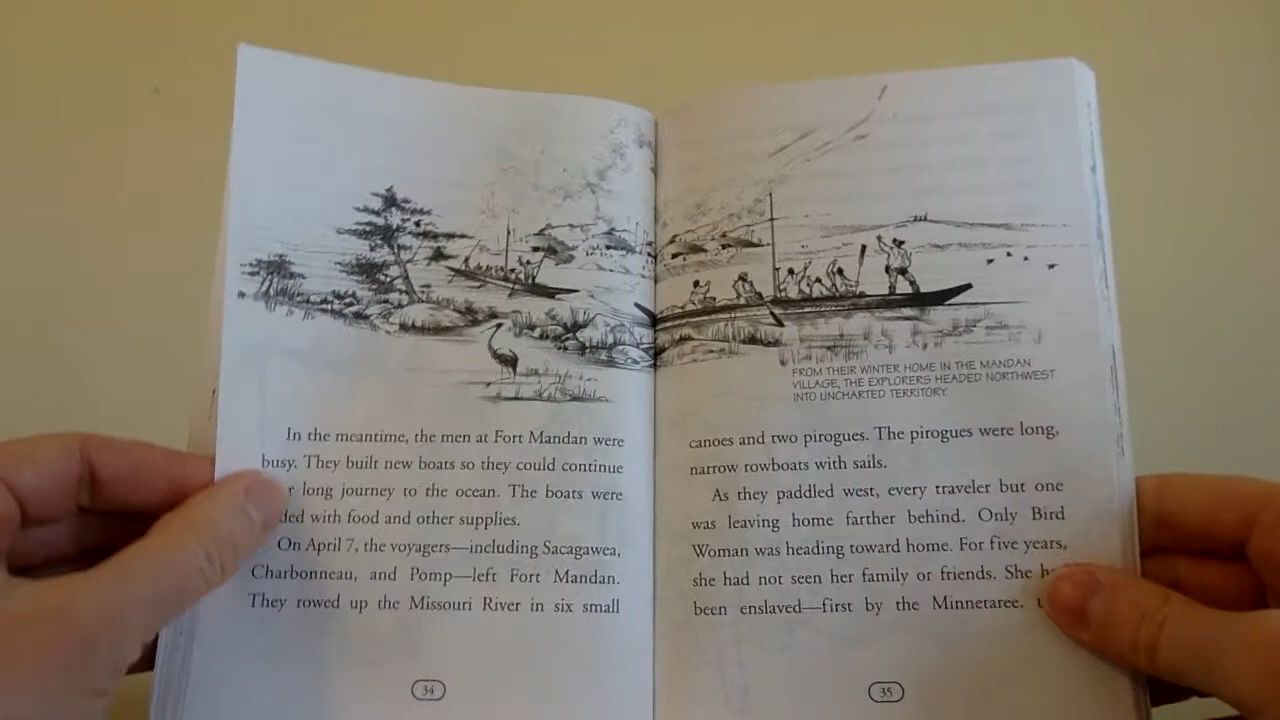 In the meantime, the men at Fort Mandan were
busy. They built new boats so they could continue
long journey to the ocean. The boats were
with food and other supplies.
On April 7, the voyagers—including Sacagawea,
Charbonneau, and Pomp—left Fort Mandan.
They rowed up the Missouri River in six small
34
FROM THEIR WINTER HOME IN THE MANDAN
VILLAGE, THE EXPLORERS HEADED NORTHWEST
INTO UNCHARTED TERRITORY.
canoes and two pirogues. The pirogues were long,
narrow rowboats with sails.
As they paddled west, every traveler but one
was leaving home farther behind. Only Bird
Woman was heading toward home. For five years,
she had not seen her family or friends. She
been enslaved—first by the Minnetaree.
35